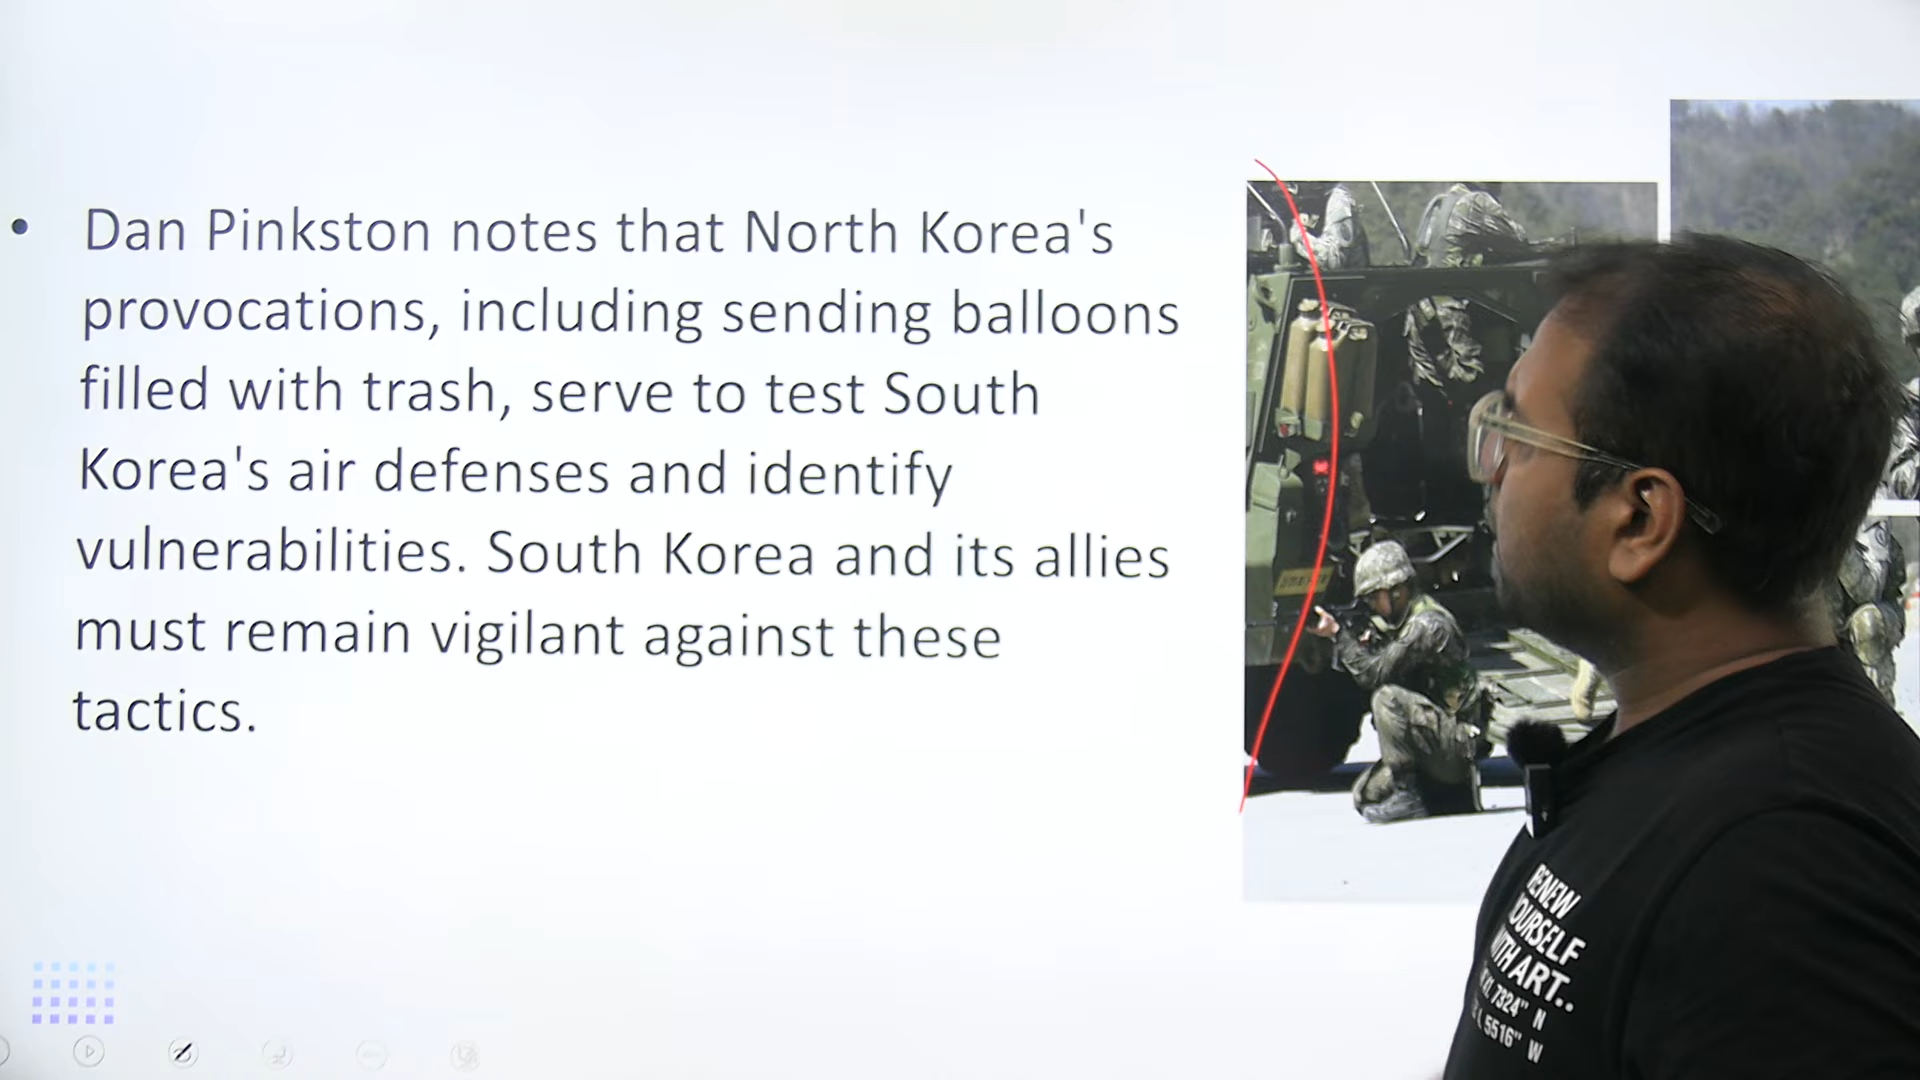 • Dan Pinkston notes that North Korea's
provocations, including sending balloons
filled with trash, serve to test South
Korea's air defenses and identify
vulnerabilities. South Korea and its allies
must remain vigilant against these
tactics.
RENEW
YOURSELF
WITH ART..
7324" N
5516" W